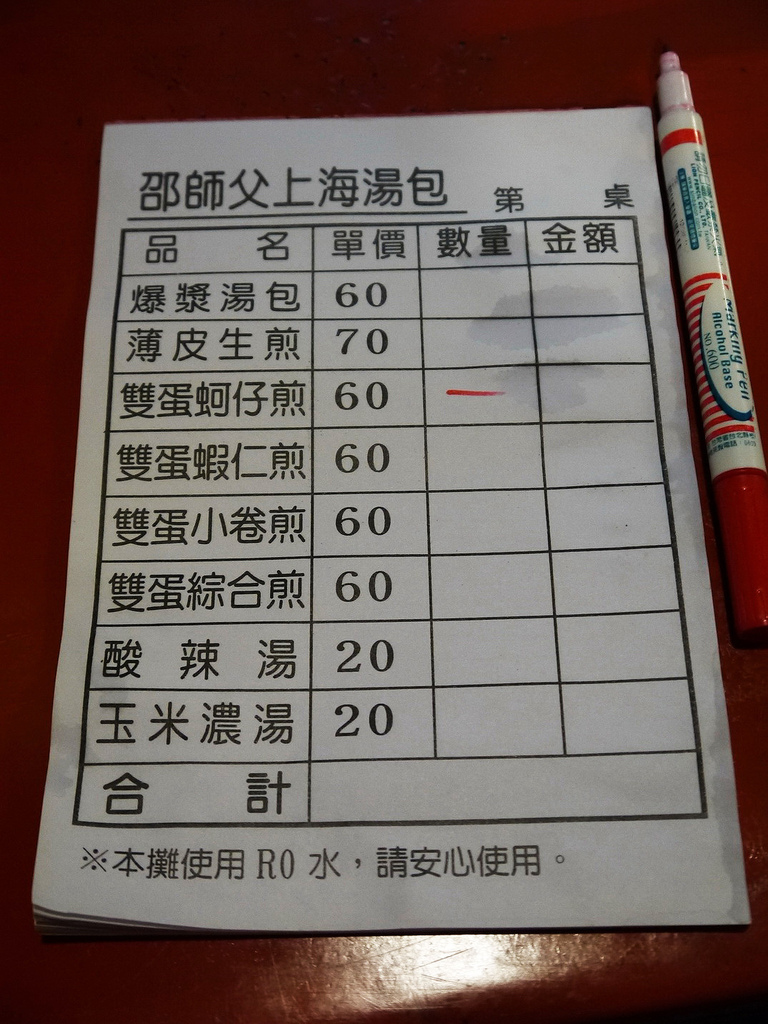 邵師父上海湯包 第 桌
品名 單價 數量 金額
爆漿湯包 60
薄皮生煎 70
雙蛋蚵仔煎 60
雙蛋蝦仁煎 60
雙蛋小卷煎 60
雙蛋綜合煎 60
酸辣湯 20
玉米濃湯 20
合計
※本攤使用 RO 水，請安心使用。
Marking Pen
Alcohol Base
NO.600